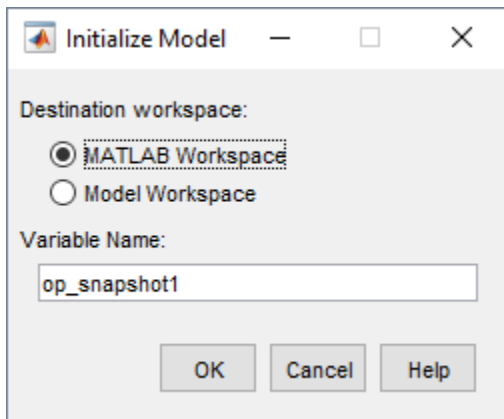 Initialize Model
Destination workspace:
MATLAB Workspace
Model Workspace
Variable Name:
op_snapshot1
OK Cancel Help